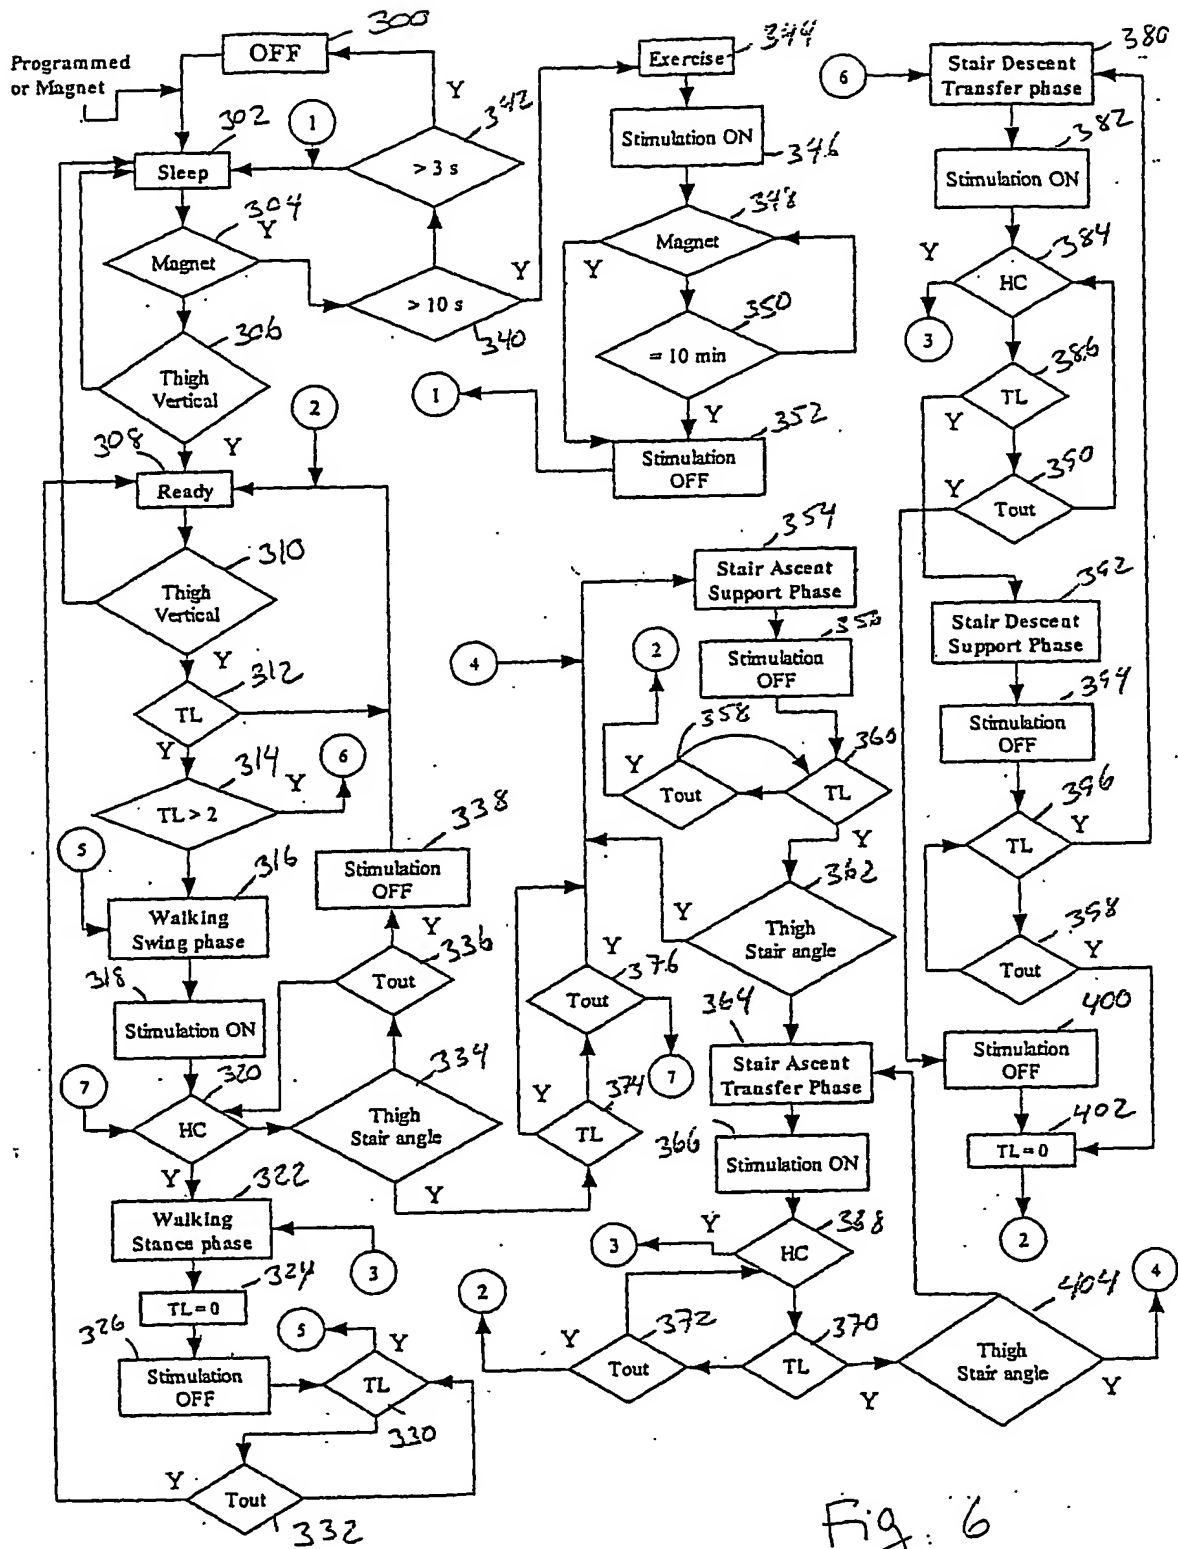 300
OFF
Programmed
or Magnet
Y
342
302
1
Sleep
> 3 s
304
Y
Magnet
Y
> 10 s
340
306
Thigh
Vertical
2
308
Y
Ready
310
Thigh
Vertical
Y
312
TL
Y
314
Y
6
TL > 2
338
5
316
Stimulation
OFF
Walking
Swing phase
Y
336
Tout
318
Stimulation ON
334
7
320
HC
Thigh
Stair angle
Y
322
Y
Walking
Stance phase
3
324
TL = 0
326
5
Y
Stimulation
OFF
TL
330
Y
Tout
332
Exercise
344
Stimulation ON
346
348
Magnet
Y
350
= 10 min
1
Y
352
Stimulation
OFF
354
Stair Ascent
Support Phase
4
2
Stimulation
OFF
358
360
Y
Tout
TL
Y
362
Y
Thigh
Stair angle
Y
376
Tout
364
7
Stair Ascent
Transfer Phase
Y
374
TL
366
Stimulation ON
Y
3
368
HC
2
372
370
Y
Tout
TL
Y
404
4
Thigh
Stair angle
Y
380
6
Stair Descent
Transfer phase
382
Stimulation ON
Y
384
HC
3
386
TL
Y
390
Y
Tout
392
Stair Descent
Support Phase
394
Stimulation
OFF
396
TL
Y
398
Tout
Y
400
Stimulation
OFF
402
TL = 0
2
Fig. 6